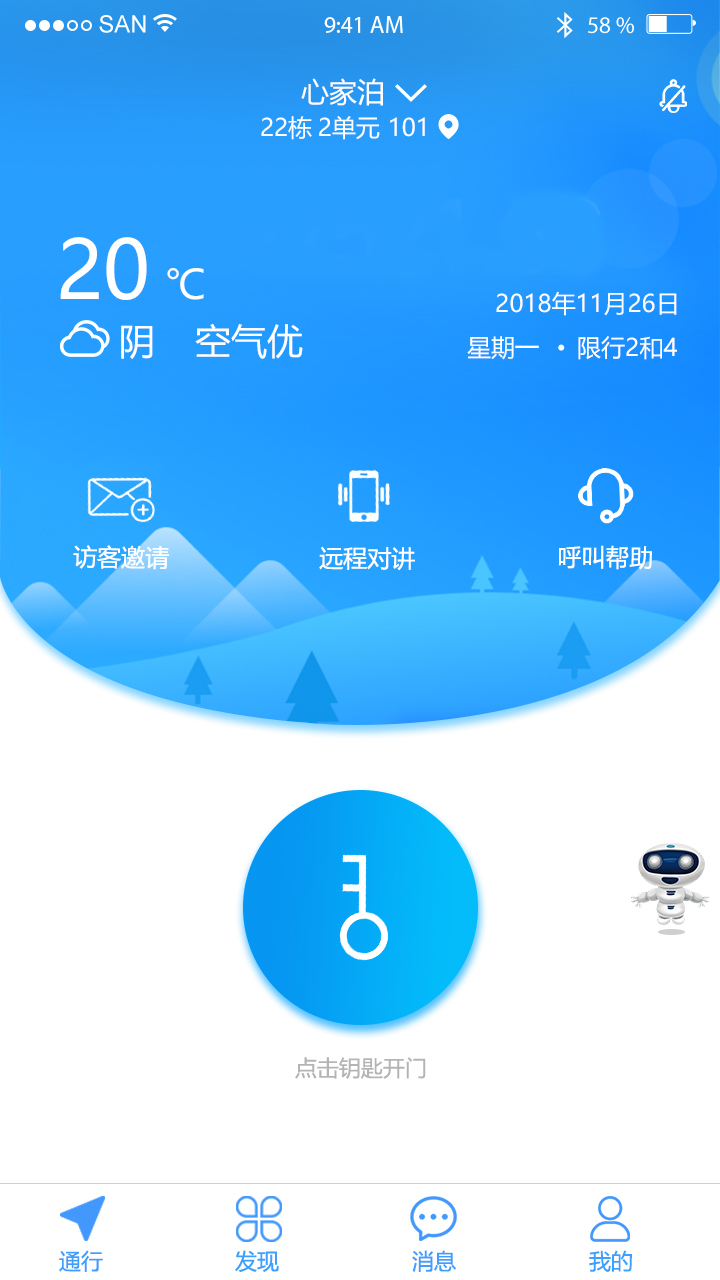 SAN 9:41 AM 58 %
心家泊
22栋 2单元 101
20 ℃
阴 空气优
2018年11月26日
星期一 · 限行2和4
访客邀请 远程对讲 呼叫帮助
点击钥匙开门
通行 发现 消息 我的